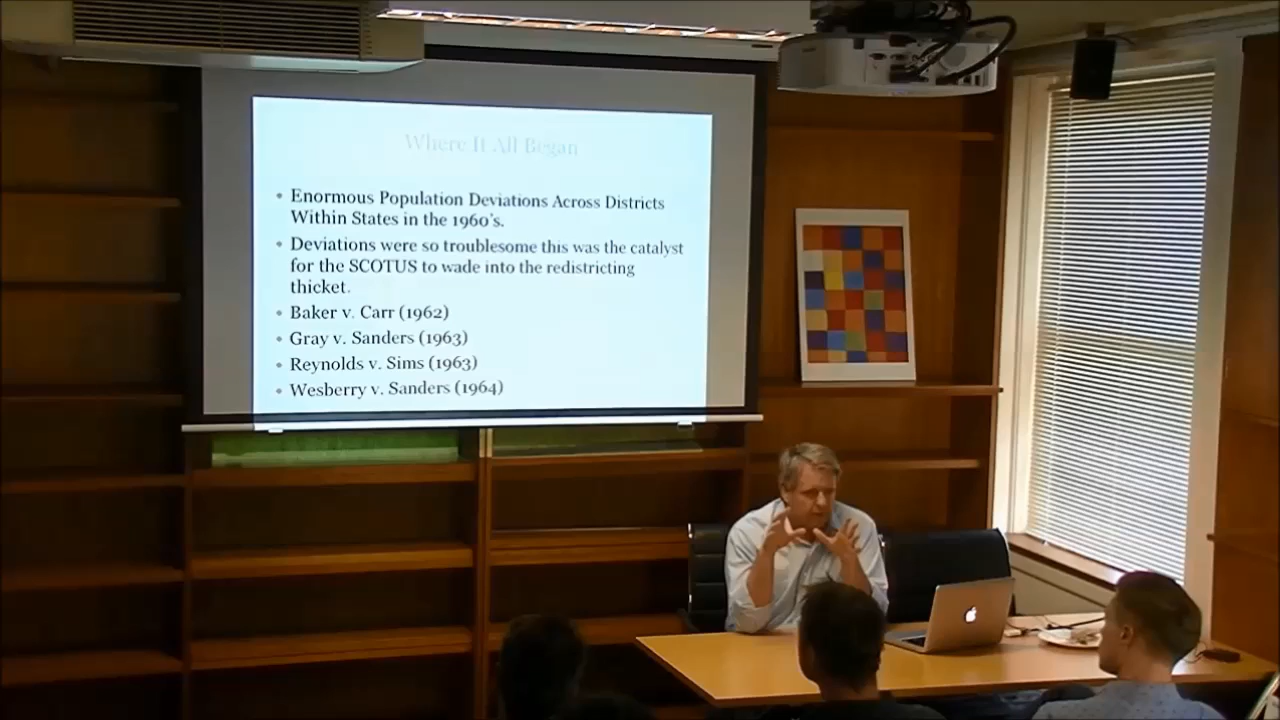 Where It All Began
• Enormous Population Deviations Across Districts
Within States in the 1960's.
• Deviations were so troublesome this was the catalyst
for the SCOTUS to wade into the redistricting
thicket.
• Baker v. Carr (1962)
• Gray v. Sanders (1963)
• Reynolds v. Sims (1963)
• Wesberry v. Sanders (1964)